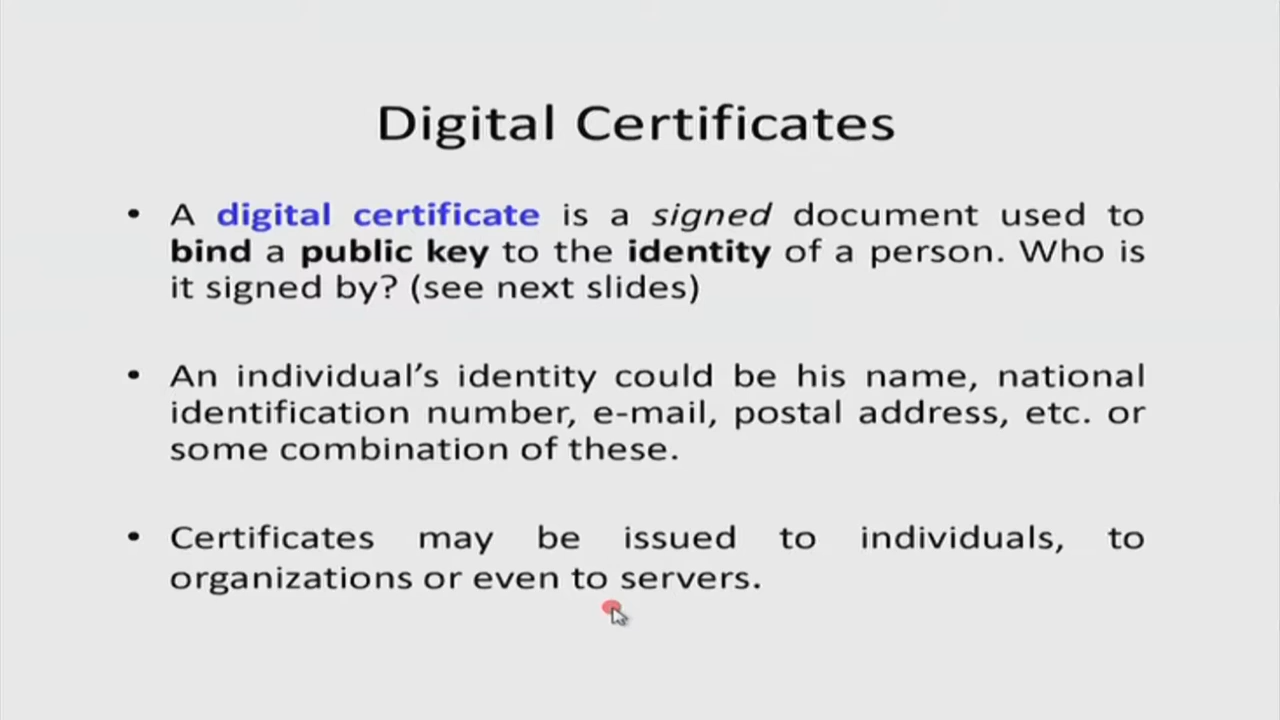 Digital Certificates
• A digital certificate is a signed document used to
bind a public key to the identity of a person. Who is
it signed by? (see next slides)
• An individual’s identity could be his name, national
identification number, e-mail, postal address, etc. or
some combination of these.
• Certificates may be issued to individuals, to
organizations or even to servers.